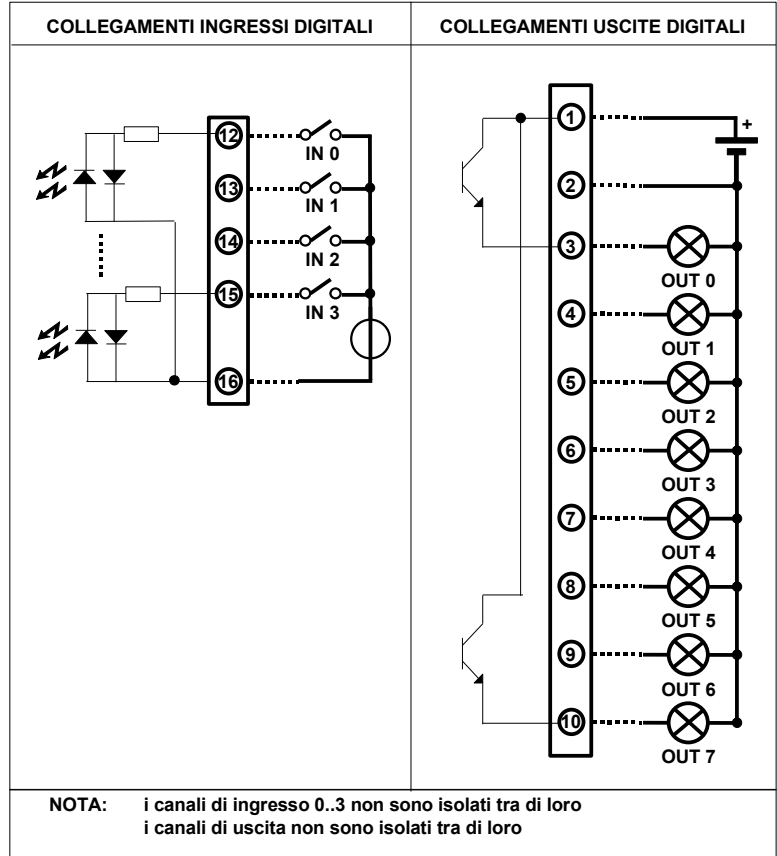 COLLEGAMENTI INGRESSI DIGITALI
COLLEGAMENTI USCITE DIGITALI
12
IN 0
13
IN 1
14
IN 2
15
IN 3
16
1
+
2
3
OUT 0
4
OUT 1
5
OUT 2
6
OUT 3
7
OUT 4
8
OUT 5
9
OUT 6
10
OUT 7
NOTA: i canali di ingresso 0..3 non sono isolati tra di loro
i canali di uscita non sono isolati tra di loro